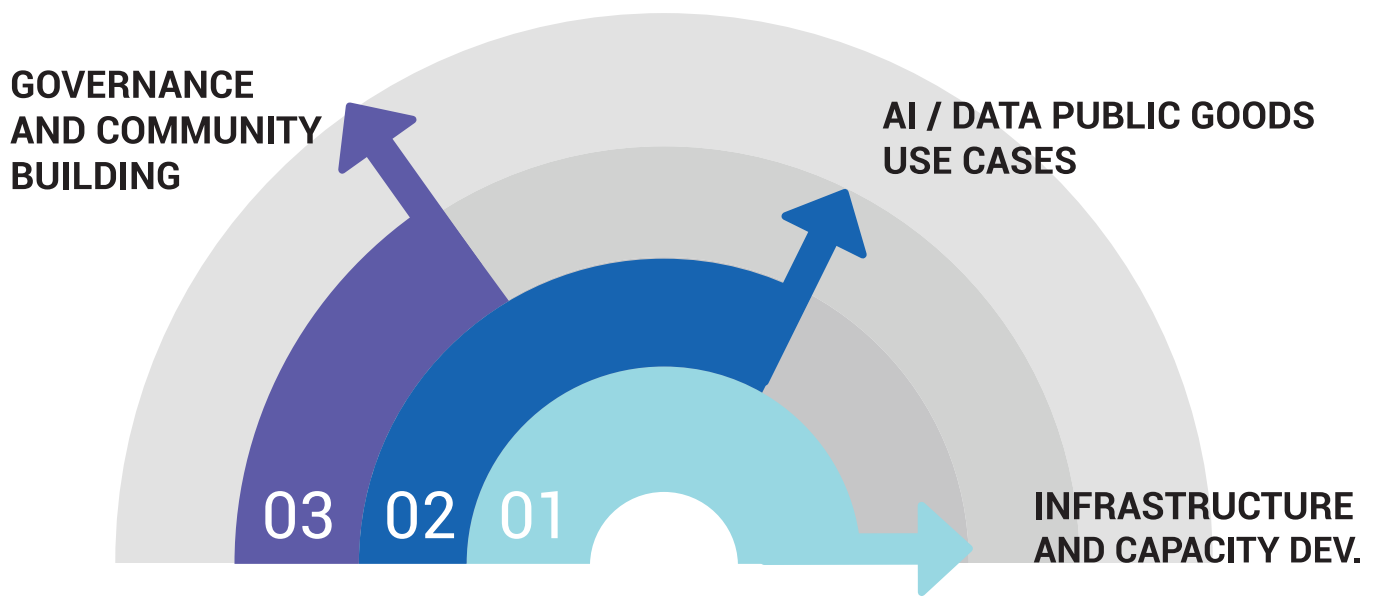 GOVERNANCE
AND COMMUNITY
BUILDING
AI / DATA PUBLIC GOODS
USE CASES
03 02 01
INFRASTRUCTURE
AND CAPACITY DEV.